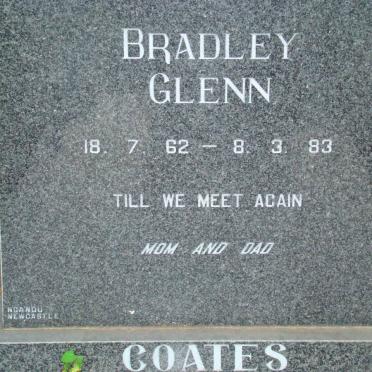 BRADLEY
GLENN
18. 7. 62 - 8. 3. 83
TILL WE MEET AGAIN
MOM AND DAD
NGANDU
NEWCASTLE
COATES